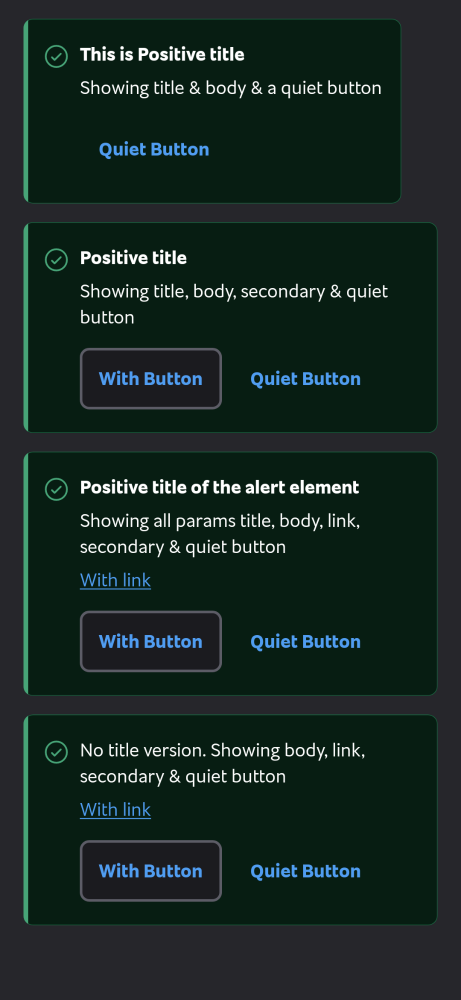 This is Positive title
Showing title & body & a quiet button
Quiet Button
Positive title
Showing title, body, secondary & quiet
button
With Button
Quiet Button
Positive title of the alert element
Showing all params title, body, link,
secondary & quiet button
With link
With Button
Quiet Button
No title version. Showing body, link,
secondary & quiet button
With link
With Button
Quiet Button